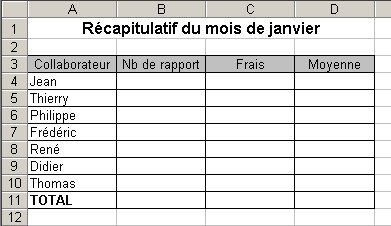 A B C D
1 Récapitulatif du mois de janvier
2
3 Collaborateur Nb de rapport Frais Moyenne
4 Jean
5 Thierry
6 Philippe
7 Frédéric
8 René
9 Didier
10 Thomas
11 TOTAL
12